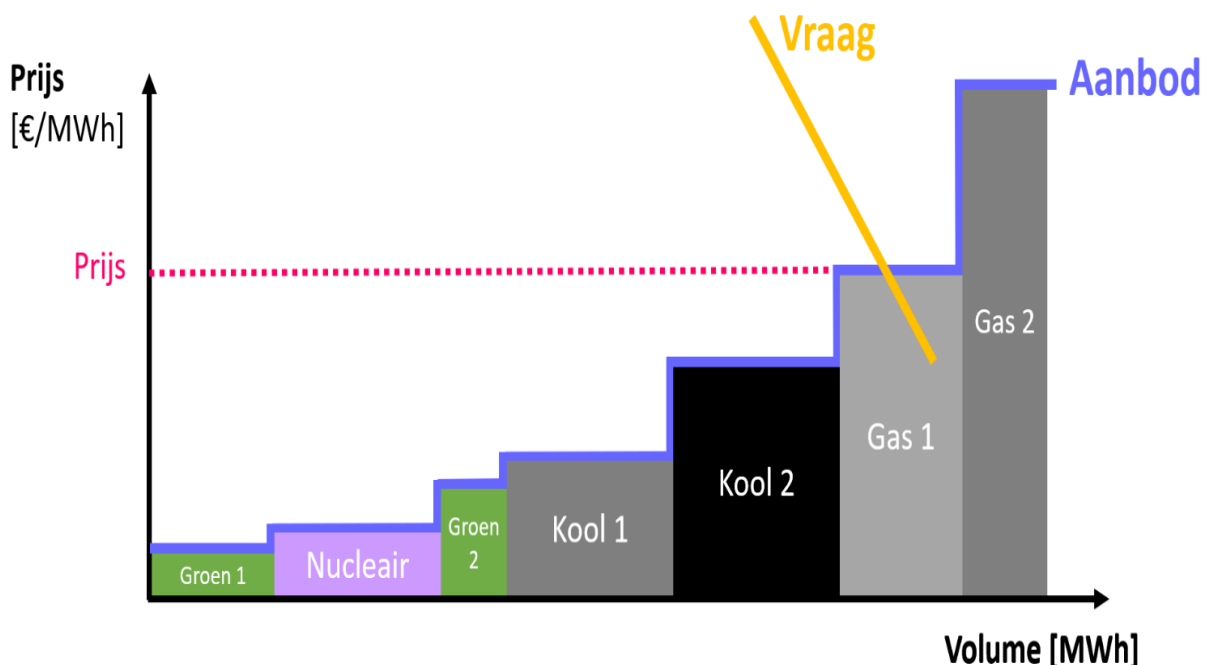 Vraag
Prijs
[€/MWh]
Aanbod
Prijs
Gas 2
Gas 1
Kool 2
Groen
2
Kool 1
Nucleair
Groen 1
Volume [MWh]